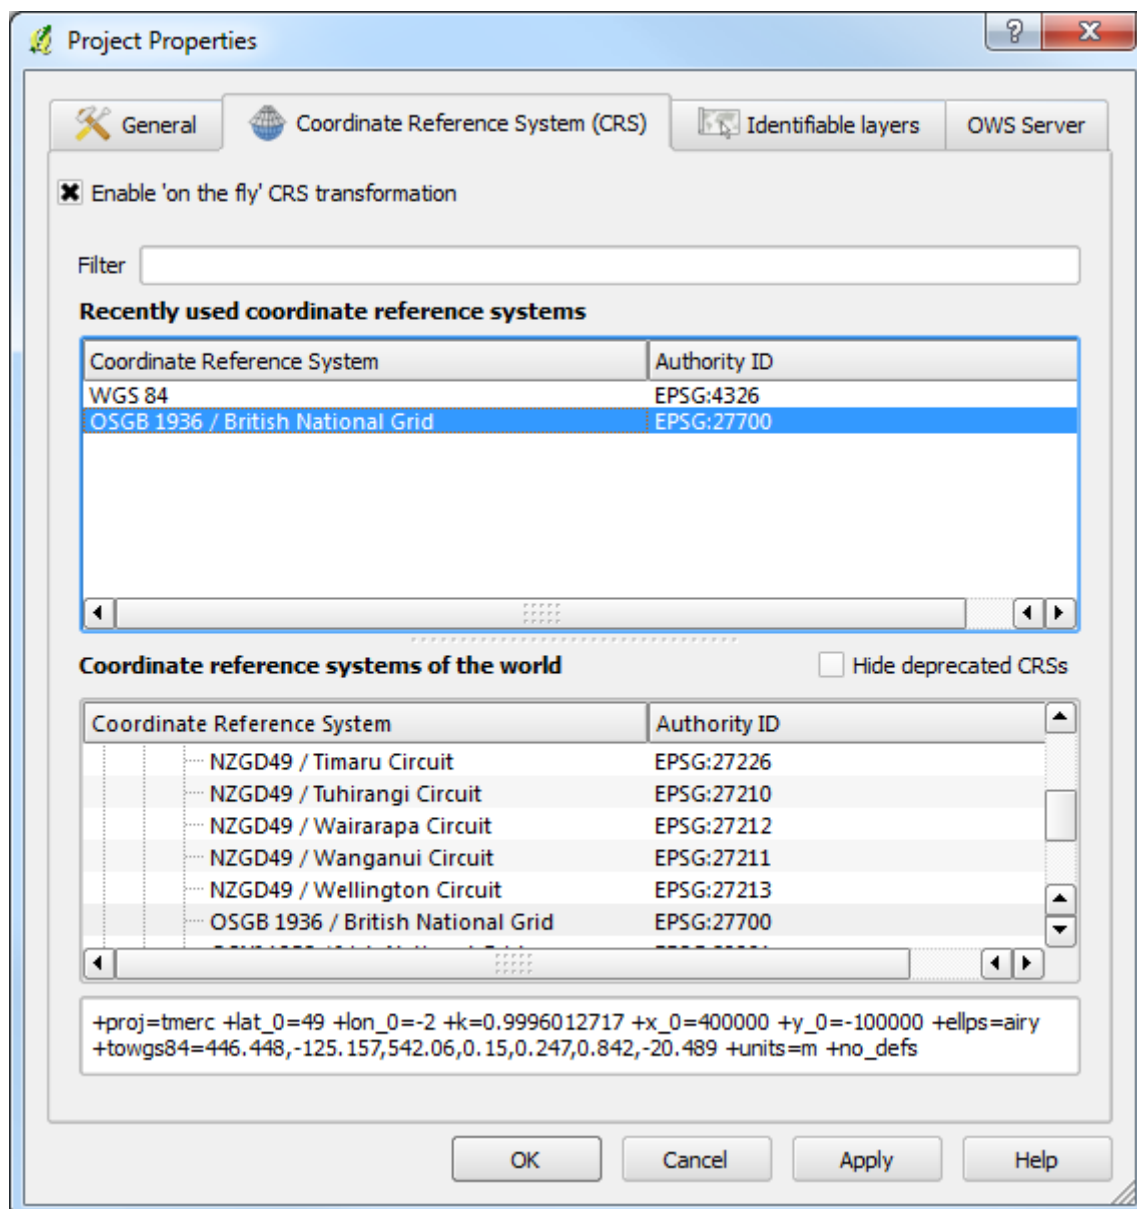 Project Properties
General
Coordinate Reference System (CRS)
Identifiable layers
OWS Server
Enable 'on the fly' CRS transformation
Filter
Recently used coordinate reference systems
Coordinate Reference System Authority ID
WGS 84 EPSG:4326
OSGB 1936 / British National Grid EPSG:27700
Coordinate reference systems of the world
Hide deprecated CRSs
Coordinate Reference System Authority ID
NZGD49 / Timaru Circuit EPSG:27226
NZGD49 / Tuhirangi Circuit EPSG:27210
NZGD49 / Wairarapa Circuit EPSG:27212
NZGD49 / Wanganui Circuit EPSG:27211
NZGD49 / Wellington Circuit EPSG:27213
OSGB 1936 / British National Grid EPSG:27700
+proj=tmerc +lat_0=49 +lon_0=-2 +k=0.9996012717 +x_0=400000 +y_0=-100000 +ellps=airy
+towgs84=446.448,-125.157,542.06,0.15,0.247,0.842,-20.489 +units=m +no_defs
OK
Cancel
Apply
Help